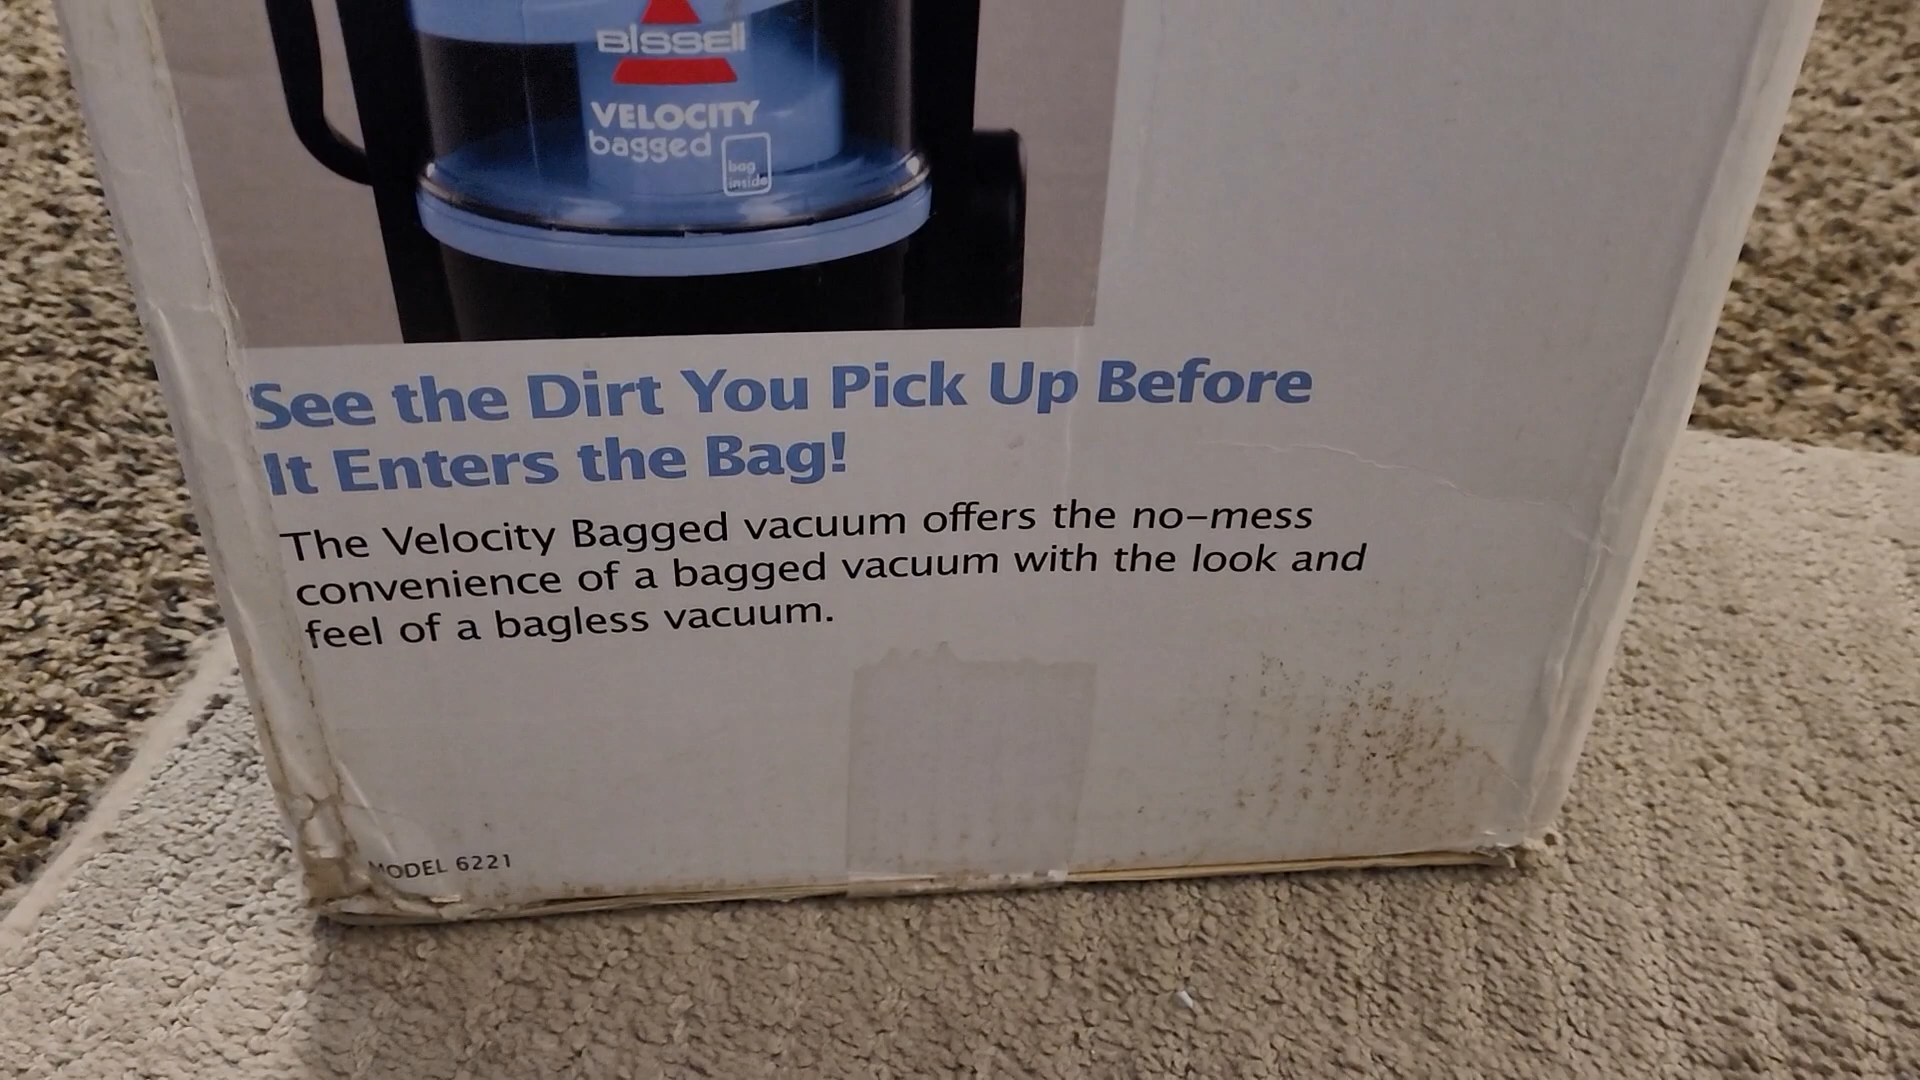 BISSELL
VELOCITY
bagged
bag
inside
See the Dirt You Pick Up Before
It Enters the Bag!
The Velocity Bagged vacuum offers the no-mess
convenience of a bagged vacuum with the look and
feel of a bagless vacuum.
MODEL 6221